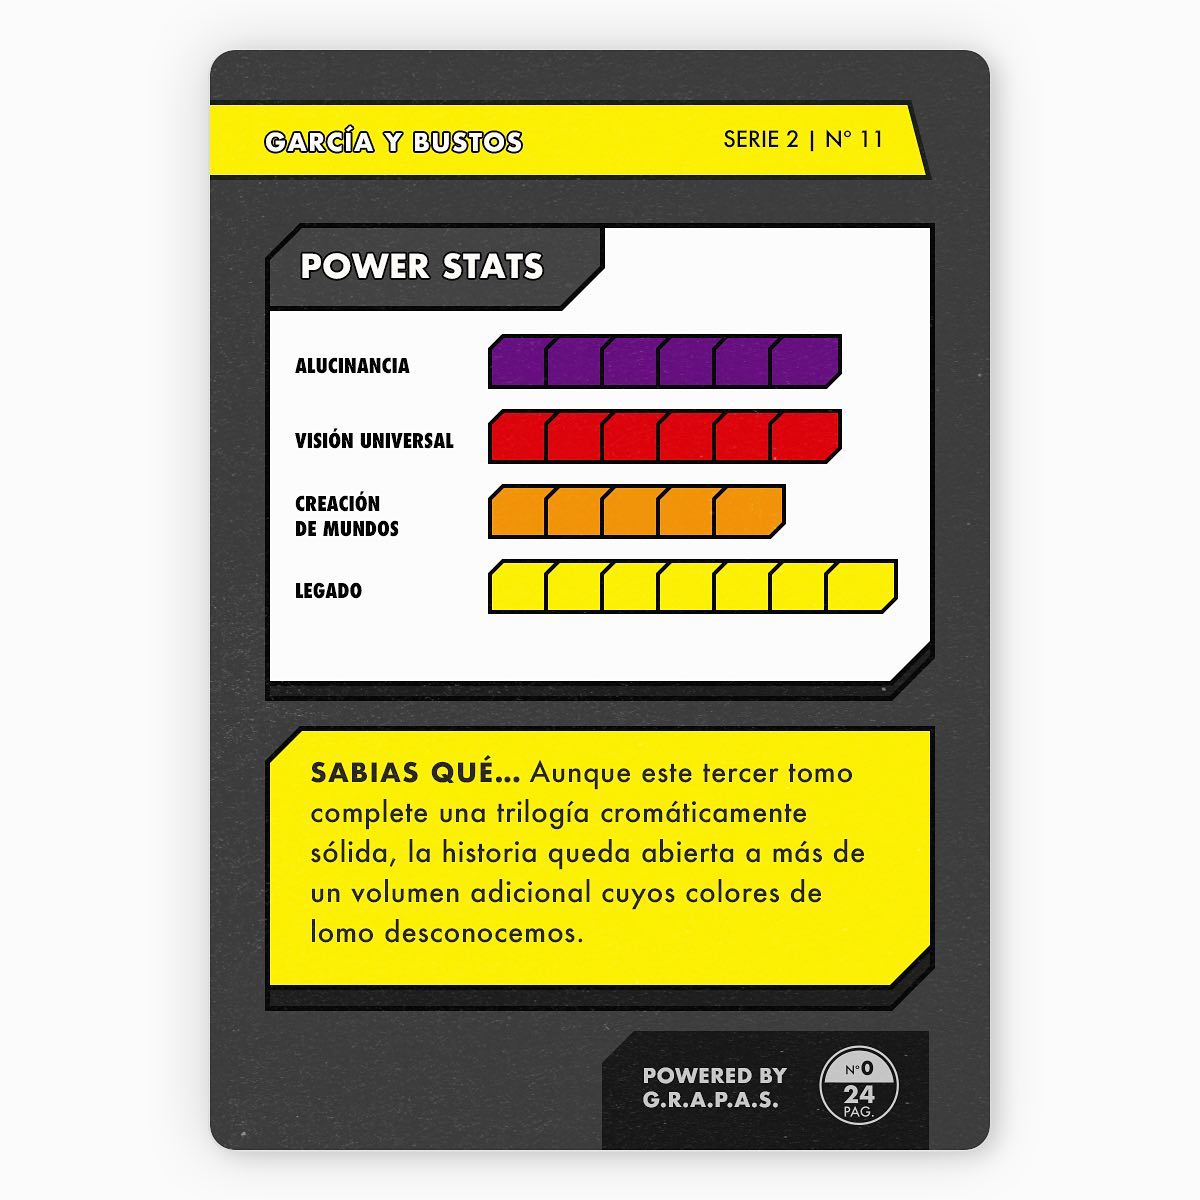 GARCÍA Y BUSTOS
SERIE 2 | Nº 11
POWER STATS
ALUCINANCIA
VISIÓN UNIVERSAL
CREACIÓN
DE MUNDOS
LEGADO
SABIAS QUÉ... Aunque este tercer tomo
complete una trilogía cromáticamente
sólida, la historia queda abierta a más de
un volumen adicional cuyos colores de
lomo desconocemos.
POWERED BY
G.R.A.P.A.S.
Nº0
24
PAG.